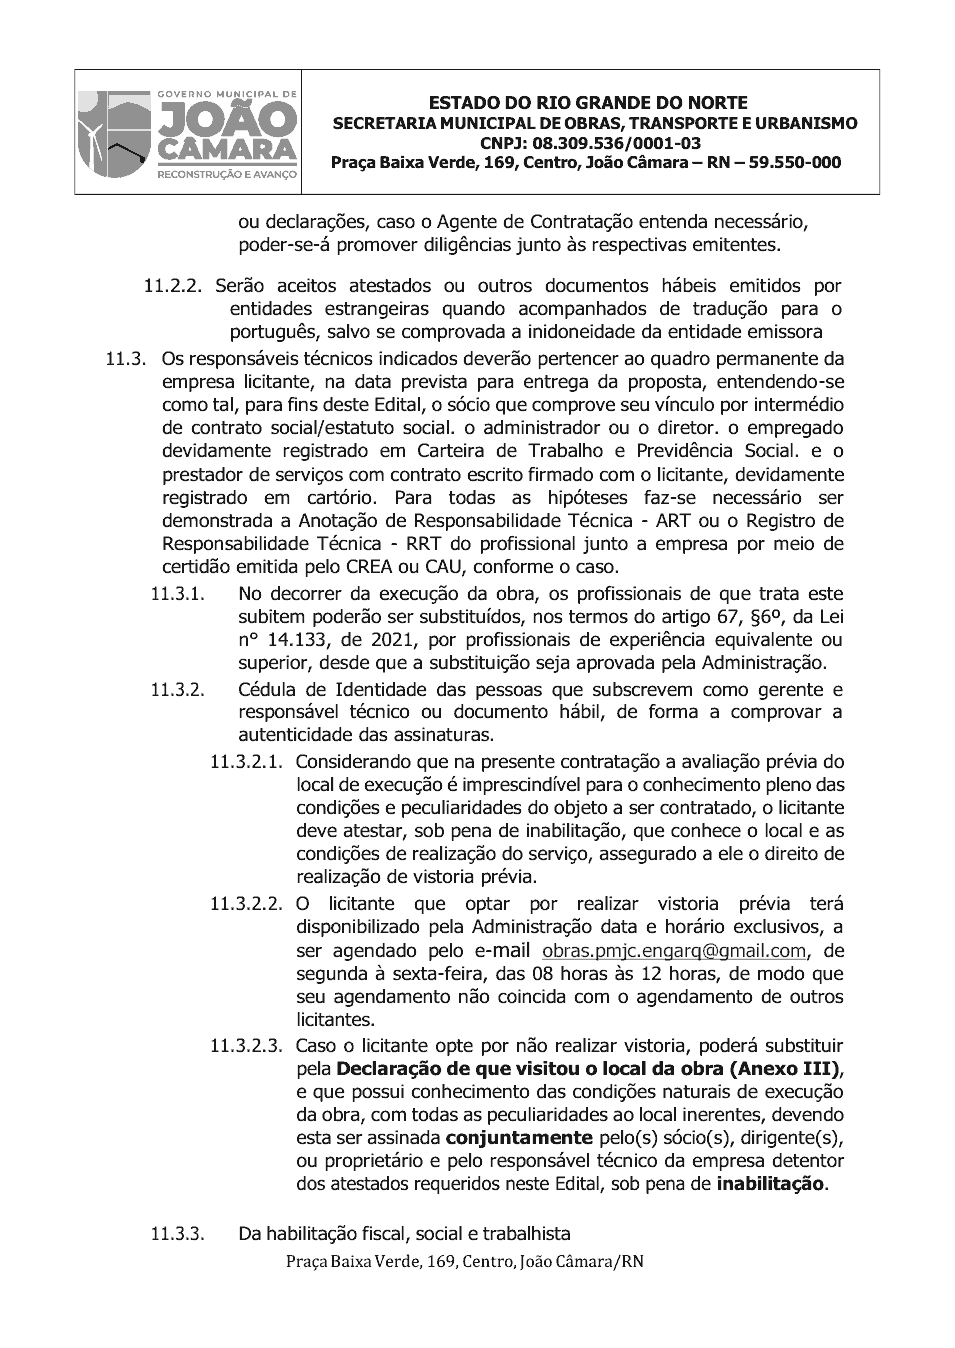 GOVERNO MUNICIPAL DE
JOÃO
CÂMARA
RECONSTRUÇÃO E AVANÇO
ESTADO DO RIO GRANDE DO NORTE
SECRETARIA MUNICIPAL DE OBRAS, TRANSPORTE E URBANISMO
CNPJ: 08.309.536/0001-03
Praça Baixa Verde, 169, Centro, João Câmara – RN – 59.550-000
ou declarações, caso o Agente de Contratação entenda necessário,
poder-se-á promover diligências junto às respectivas emitentes.
11.2.2. Serão aceitos atestados ou outros documentos hábeis emitidos por
entidades estrangeiras quando acompanhados de tradução para o
português, salvo se comprovada a inidoneidade da entidade emissora
11.3. Os responsáveis técnicos indicados deverão pertencer ao quadro permanente da
empresa licitante, na data prevista para entrega da proposta, entendendo-se
como tal, para fins deste Edital, o sócio que comprove seu vínculo por intermédio
de contrato social/estatuto social. o administrador ou o diretor. o empregado
devidamente registrado em Carteira de Trabalho e Previdência Social. e o
prestador de serviços com contrato escrito firmado com o licitante, devidamente
registrado em cartório. Para todas as hipóteses faz-se necessário ser
demonstrada a Anotação de Responsabilidade Técnica - ART ou o Registro de
Responsabilidade Técnica - RRT do profissional junto a empresa por meio de
certidão emitida pelo CREA ou CAU, conforme o caso.
11.3.1. No decorrer da execução da obra, os profissionais de que trata este
subitem poderão ser substituídos, nos termos do artigo 67, §6º, da Lei
n° 14.133, de 2021, por profissionais de experiência equivalente ou
superior, desde que a substituição seja aprovada pela Administração.
11.3.2. Cédula de Identidade das pessoas que subscrevem como gerente e
responsável técnico ou documento hábil, de forma a comprovar a
autenticidade das assinaturas.
11.3.2.1. Considerando que na presente contratação a avaliação prévia do
local de execução é imprescindível para o conhecimento pleno das
condições e peculiaridades do objeto a ser contratado, o licitante
deve atestar, sob pena de inabilitação, que conhece o local e as
condições de realização do serviço, assegurado a ele o direito de
realização de vistoria prévia.
11.3.2.2. O licitante que optar por realizar vistoria prévia terá
disponibilizado pela Administração data e horário exclusivos, a
ser agendado pelo e-mail obras.pmjc.engarq@gmail.com, de
segunda à sexta-feira, das 08 horas às 12 horas, de modo que
seu agendamento não coincida com o agendamento de outros
licitantes.
11.3.2.3. Caso o licitante opte por não realizar vistoria, poderá substituir
pela Declaração de que visitou o local da obra (Anexo III),
e que possui conhecimento das condições naturais de execução
da obra, com todas as peculiaridades ao local inerentes, devendo
esta ser assinada conjuntamente pelo(s) sócio(s), dirigente(s),
ou proprietário e pelo responsável técnico da empresa detentor
dos atestados requeridos neste Edital, sob pena de inabilitação.
11.3.3. Da habilitação fiscal, social e trabalhista
Praça Baixa Verde, 169, Centro, João Câmara/RN